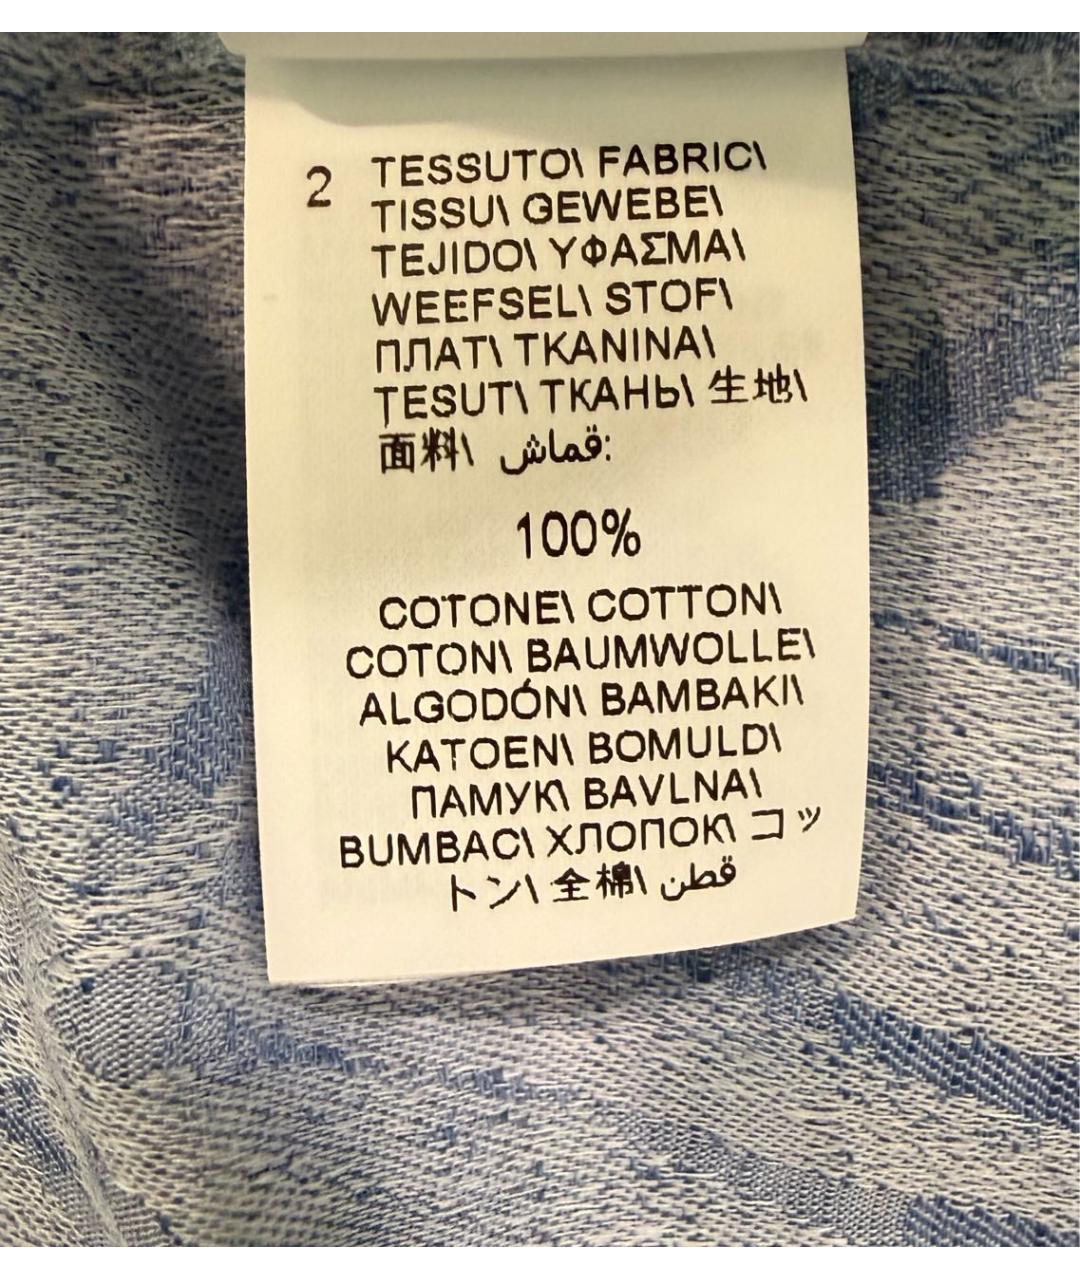 2 TESSUTO\ FABRIC\
TISSU\ GEWEBE\
TEJIDO\ ΥΦΑΣΜΑ\
WEEFSEL\ STOF\
ПЛАТ\ TKANINA\
ŢESUT\ ТКАНЬ\ 生地\
面料\ قماش:
100%
COTONE\ COTTON\
COTON\ BAUMWOLLE\
ALGODÓN\ BAMBAKI\
KATOEN\ BOMULD\
ПАМУК\ BAVLNA\
BUMBAC\ ХЛОПОК\ コッ
トン\ 全棉\ قطن